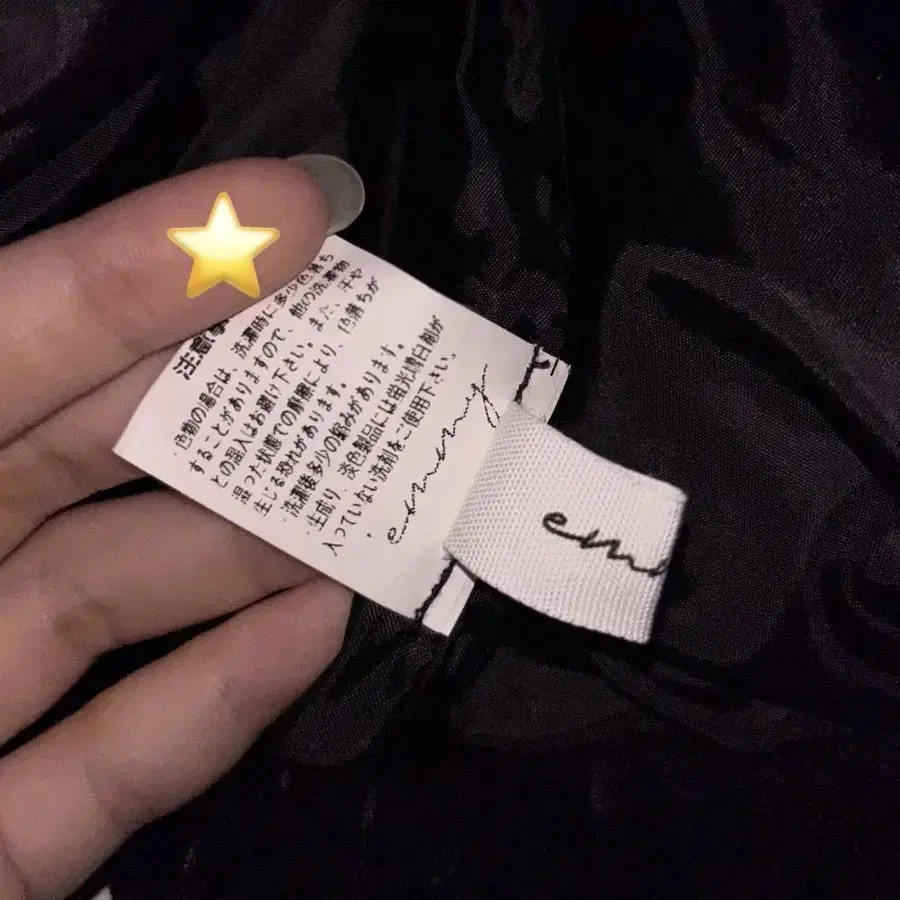 注意事
・色物の場合は、洗濯時に多少色落ち
することがありますので、他の洗濯物
との混入はお避け下さい。また、汗や
湿った状態での摩擦により、色落ちが
生じる恐れがあります。
・洗濯後多少の縮みがあります。
・生成り、淡色製品には蛍光増白剤が
入っていない洗剤をご使用下さい。
emmy
em